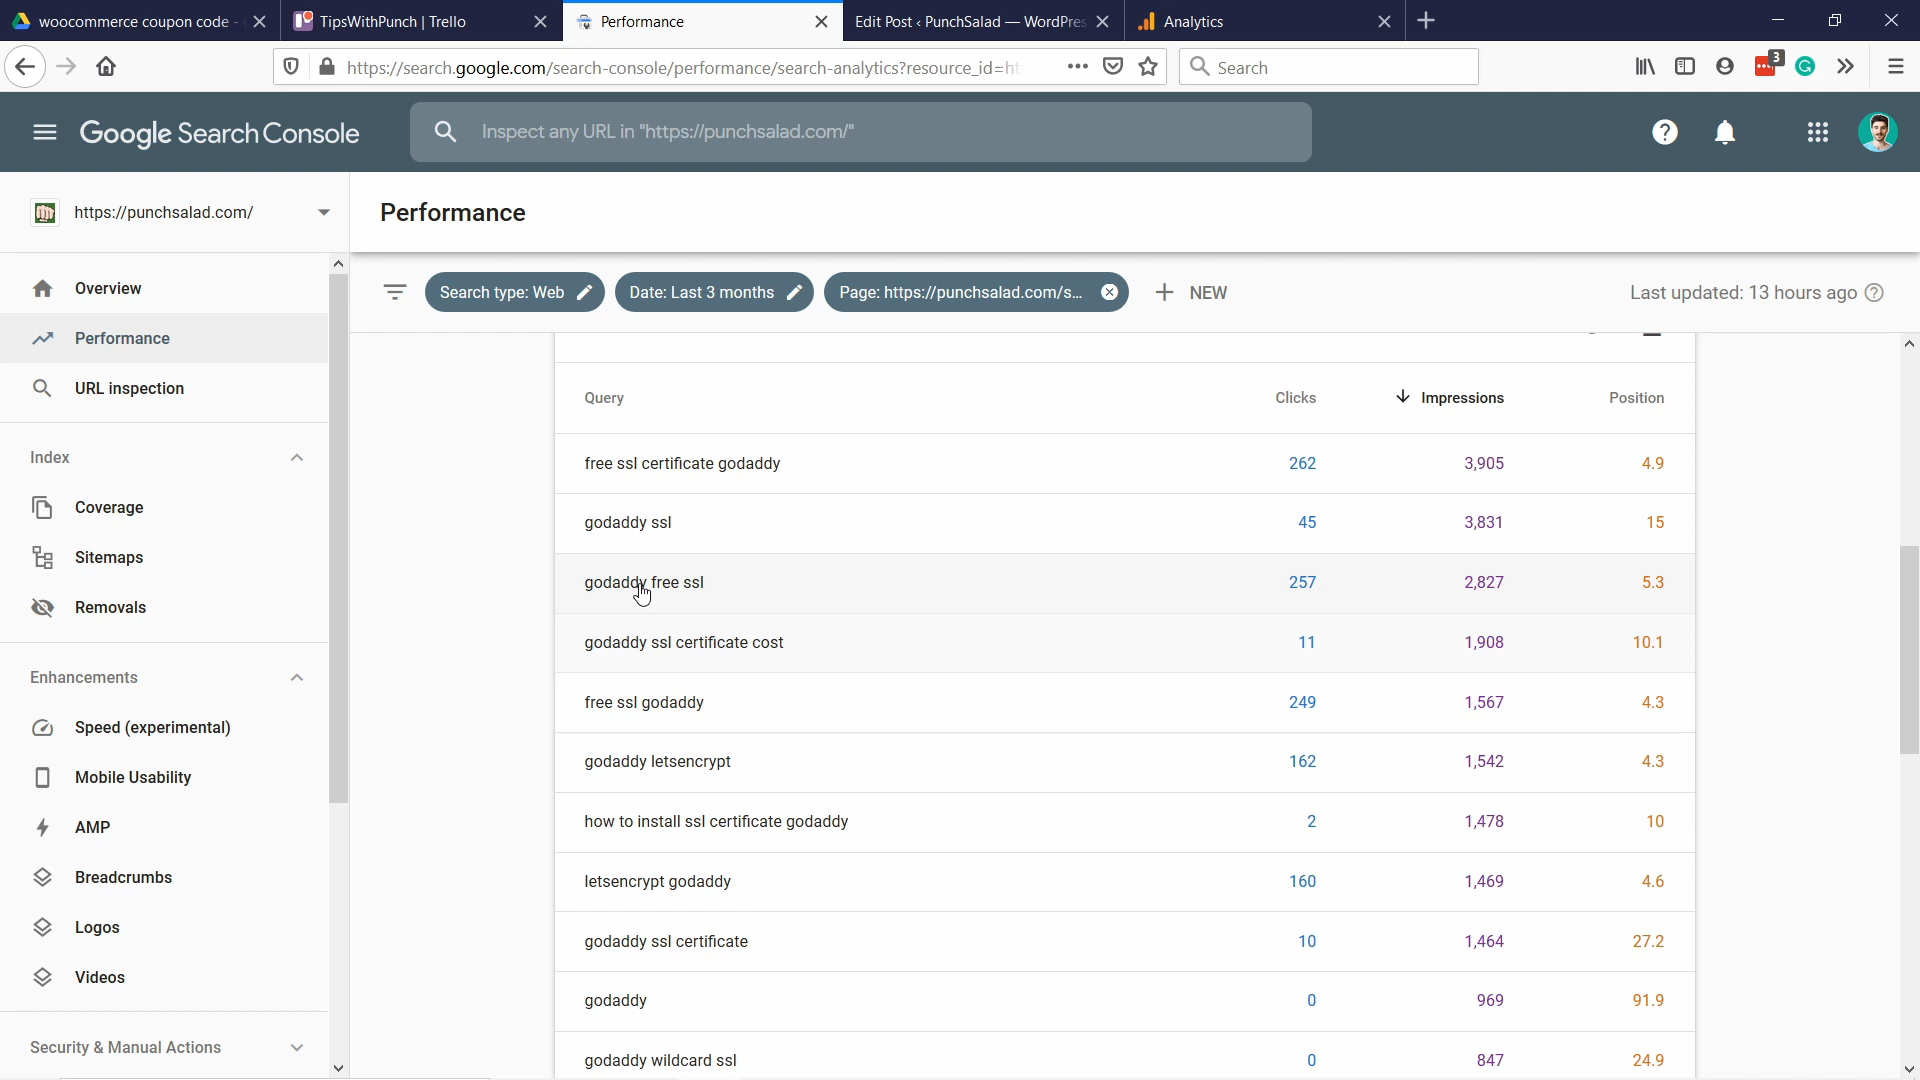 woocommerce coupon code -
TipsWithPunch | Trello
Performance
Edit Post ‹ PunchSalad — WordPres
Analytics
https://search.google.com/search-console/performance/search-analytics?resource_id=ht
Search
3
Google Search Console
Inspect any URL in "https://punchsalad.com/"
https://punchsalad.com/
Performance
Overview
Performance
URL inspection
Index
Coverage
Sitemaps
Removals
Enhancements
Speed (experimental)
Mobile Usability
AMP
Breadcrumbs
Logos
Videos
Security & Manual Actions
Search type: Web
Date: Last 3 months
Page: https://punchsalad.com/s...
NEW
Last updated: 13 hours ago
Query Clicks Impressions Position
free ssl certificate godaddy 262 3,905 4.9
godaddy ssl 45 3,831 15
godaddy free ssl 257 2,827 5.3
godaddy ssl certificate cost 11 1,908 10.1
free ssl godaddy 249 1,567 4.3
godaddy letsencrypt 162 1,542 4.3
how to install ssl certificate godaddy 2 1,478 10
letsencrypt godaddy 160 1,469 4.6
godaddy ssl certificate 10 1,464 27.2
godaddy 0 969 91.9
godaddy wildcard ssl 0 847 24.9